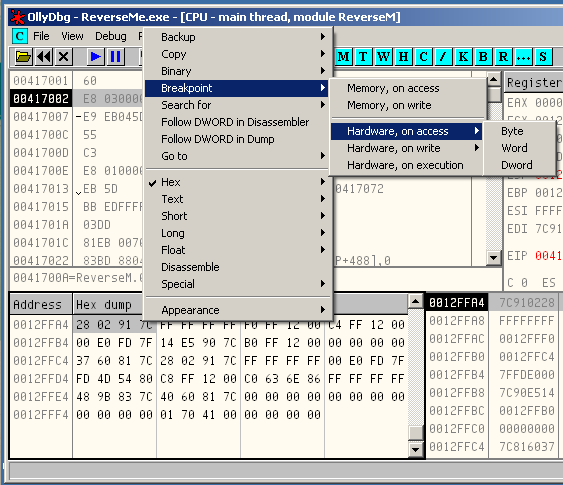 OllyDbg - ReverseMe.exe - [CPU - main thread, module ReverseM]
C File View Debug
M T W H C / K B R ... S
00417001 60
00417002 E8 030000
00417007 E9 EB045D
0041700C 55
0041700D C3
0041700E E8 010000
00417013 EB 5D
00417015 BB EDFFFF
0041701A 03DD
0041701C 81EB 0070
00417022 83BD 8804
00417072
P+488],0
0041700A=ReverseM.0
Backup
Copy
Binary
Breakpoint
Search for
Follow DWORD in Disassembler
Follow DWORD in Dump
Go to
Hex
Text
Short
Long
Float
Disassemble
Special
Appearance
Memory, on access
Memory, on write
Hardware, on access
Hardware, on write
Hardware, on execution
Byte
Word
Dword
Register
EAX 0000
EBP 0012
ESI FFFF
EDI 7C91
EIP 0041
C 0 ES
Address Hex dump
0012FFA4 28 02 91 7C FF FF FF FF F0 FF 12 00 C4 FF 12 00
0012FFB4 00 E0 FD 7F 14 E5 90 7C B0 FF 12 00 00 00 00 00
0012FFC4 37 60 81 7C 28 02 91 7C FF FF FF FF 00 E0 FD 7F
0012FFD4 FD 4D 54 80 C8 FF 12 00 C0 63 6E 86 FF FF FF FF
0012FFE4 48 9B 83 7C 40 60 81 7C 00 00 00 00 00 00 00 00
0012FFF4 00 00 00 00 01 70 41 00 00 00 00 00
0012FFA4 7C910228
0012FFA8 FFFFFFFF
0012FFAC 0012FFF0
0012FFB0 0012FFC4
0012FFB4 7FFDE000
0012FFB8 7C90E514
0012FFBC 0012FFB0
0012FFC0 00000000
0012FFC4 7C816037